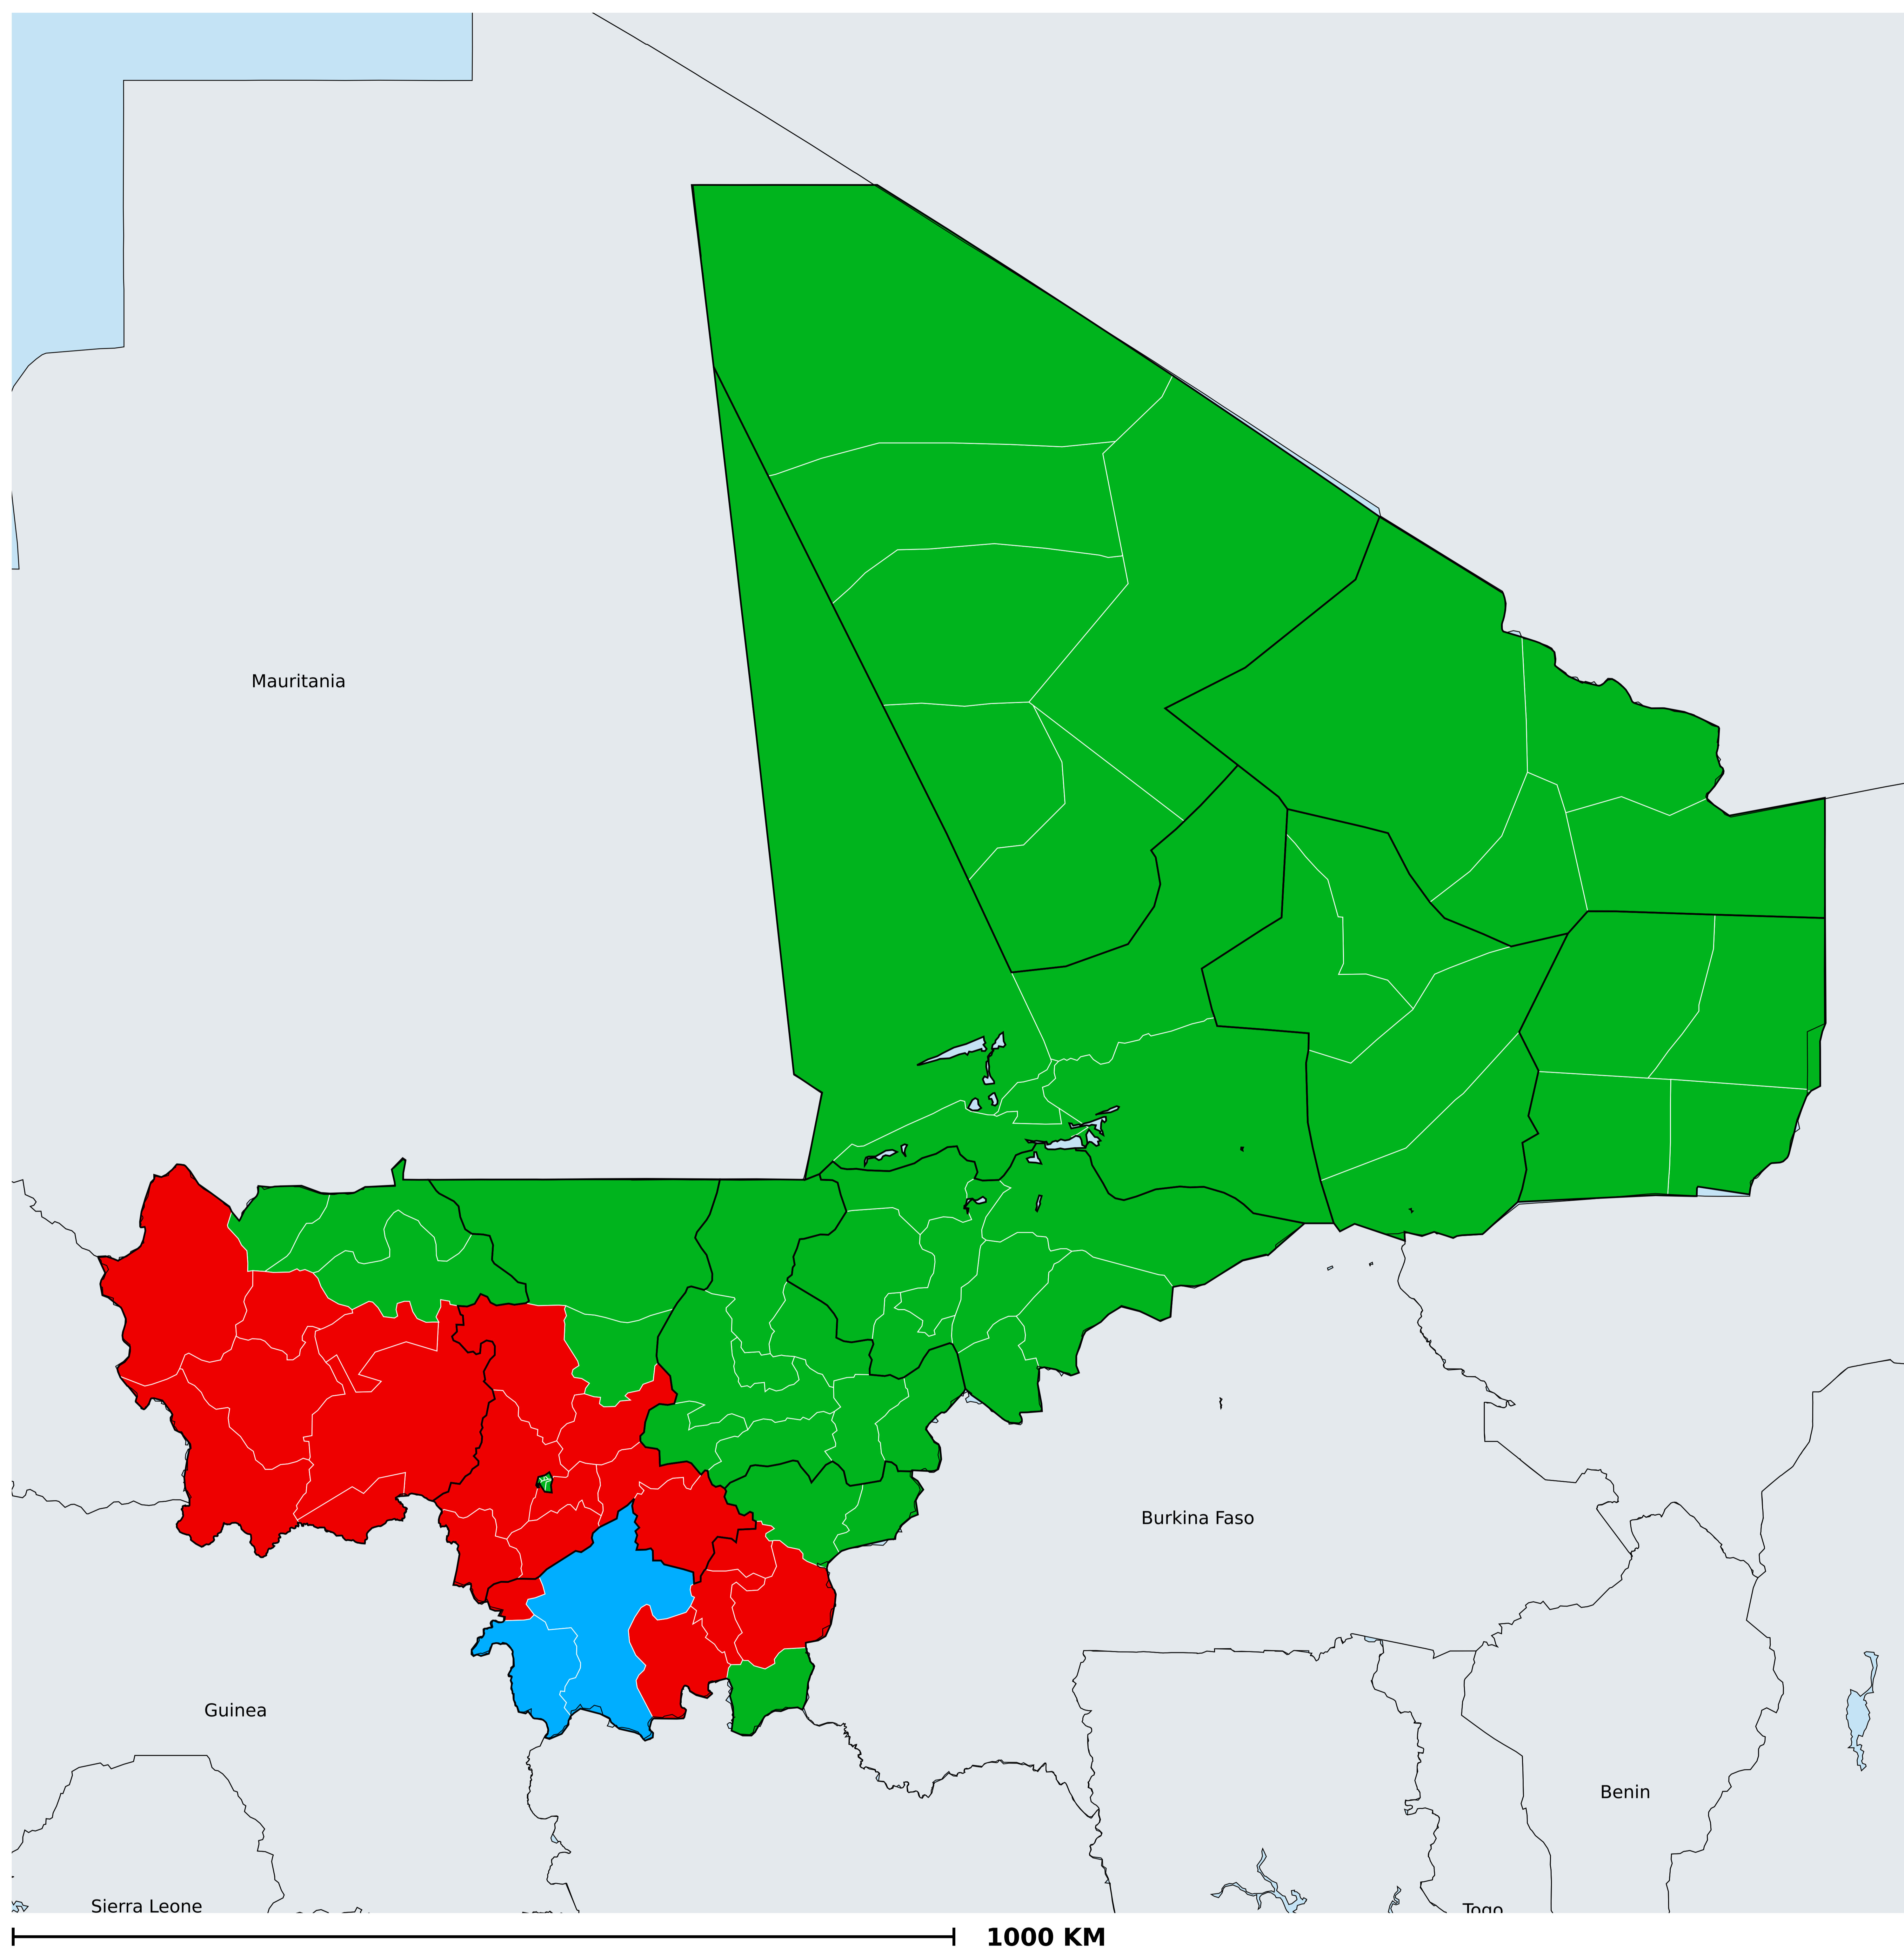 Mauritania
Burkina Faso
Guinea
Benin
Sierra Leone
Togo
1000 KM